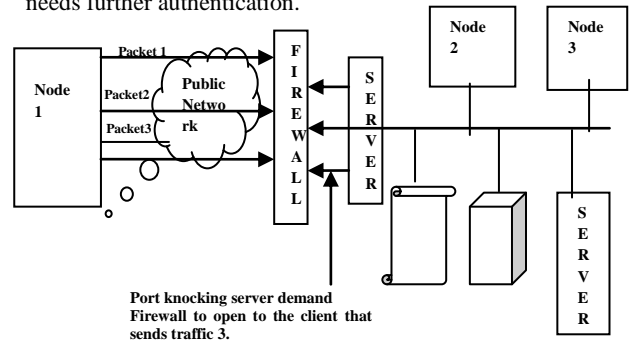 needs further authentication.
Node
1
Packet 1
Packet2
Packet3
Public
Netwo
rk
F
I
R
E
W
A
L
L
S
E
R
V
E
R
Node
2
Node
3
S
E
R
V
E
R
Port knocking server demand
Firewall to open to the client that
sends traffic 3.